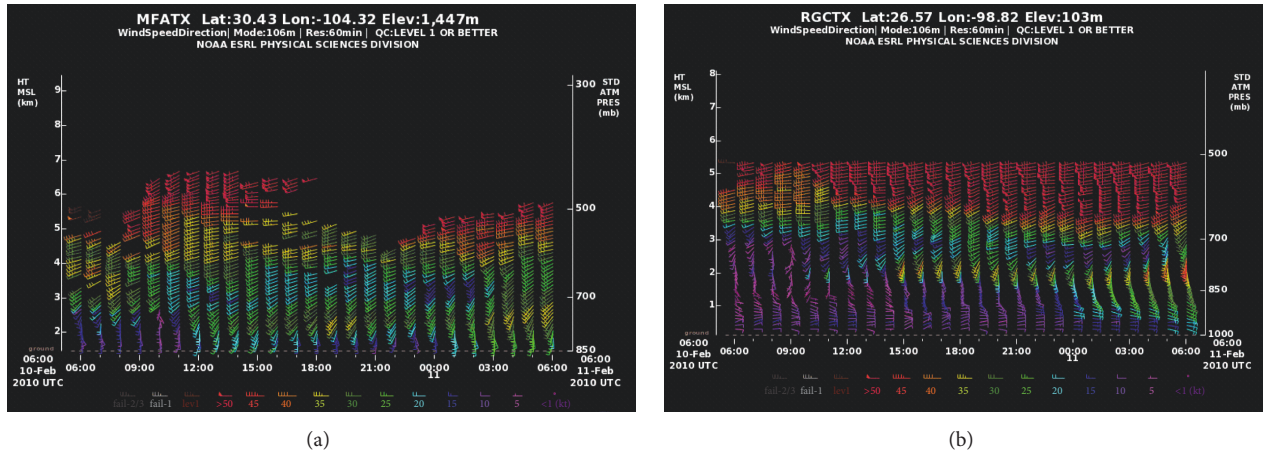 MFATX Lat:30.43 Lon:-104.32 Elev:1,447m
WindSpeedDirection| Mode:106m | Res:60min | QC:LEVEL 1 OR BETTER
NOAA ESRL PHYSICAL SCIENCES DIVISION
HT
MSL
(km)
9
8
7
6
5
4
3
2
ground
300
500
700
850
STD
ATM
PRES
(mb)
06:00
10-Feb
2010 UTC
06:00 09:00 12:00 15:00 18:00 21:00 00:00 03:00 06:00
11
06:00
11-Feb
2010 UTC
fail-2/3 fail-1 lev1 >50 45 40 35 30 25 20 15 10 5 <1 (kt)
(a)
RGCTX Lat:26.57 Lon:-98.82 Elev:103m
WindSpeedDirection| Mode:106m | Res:60min | QC:LEVEL 1 OR BETTER
NOAA ESRL PHYSICAL SCIENCES DIVISION
HT
MSL
(km)
8
7
6
5
4
3
2
1
ground
500
700
850
1000
STD
ATM
PRES
(mb)
06:00
10-Feb
2010 UTC
06:00 09:00 12:00 15:00 18:00 21:00 00:00 03:00 06:00
11
06:00
11-Feb
2010 UTC
fail-2/3 fail-1 lev1 >50 45 40 35 30 25 20 15 10 5 <1 (kt)
(b)